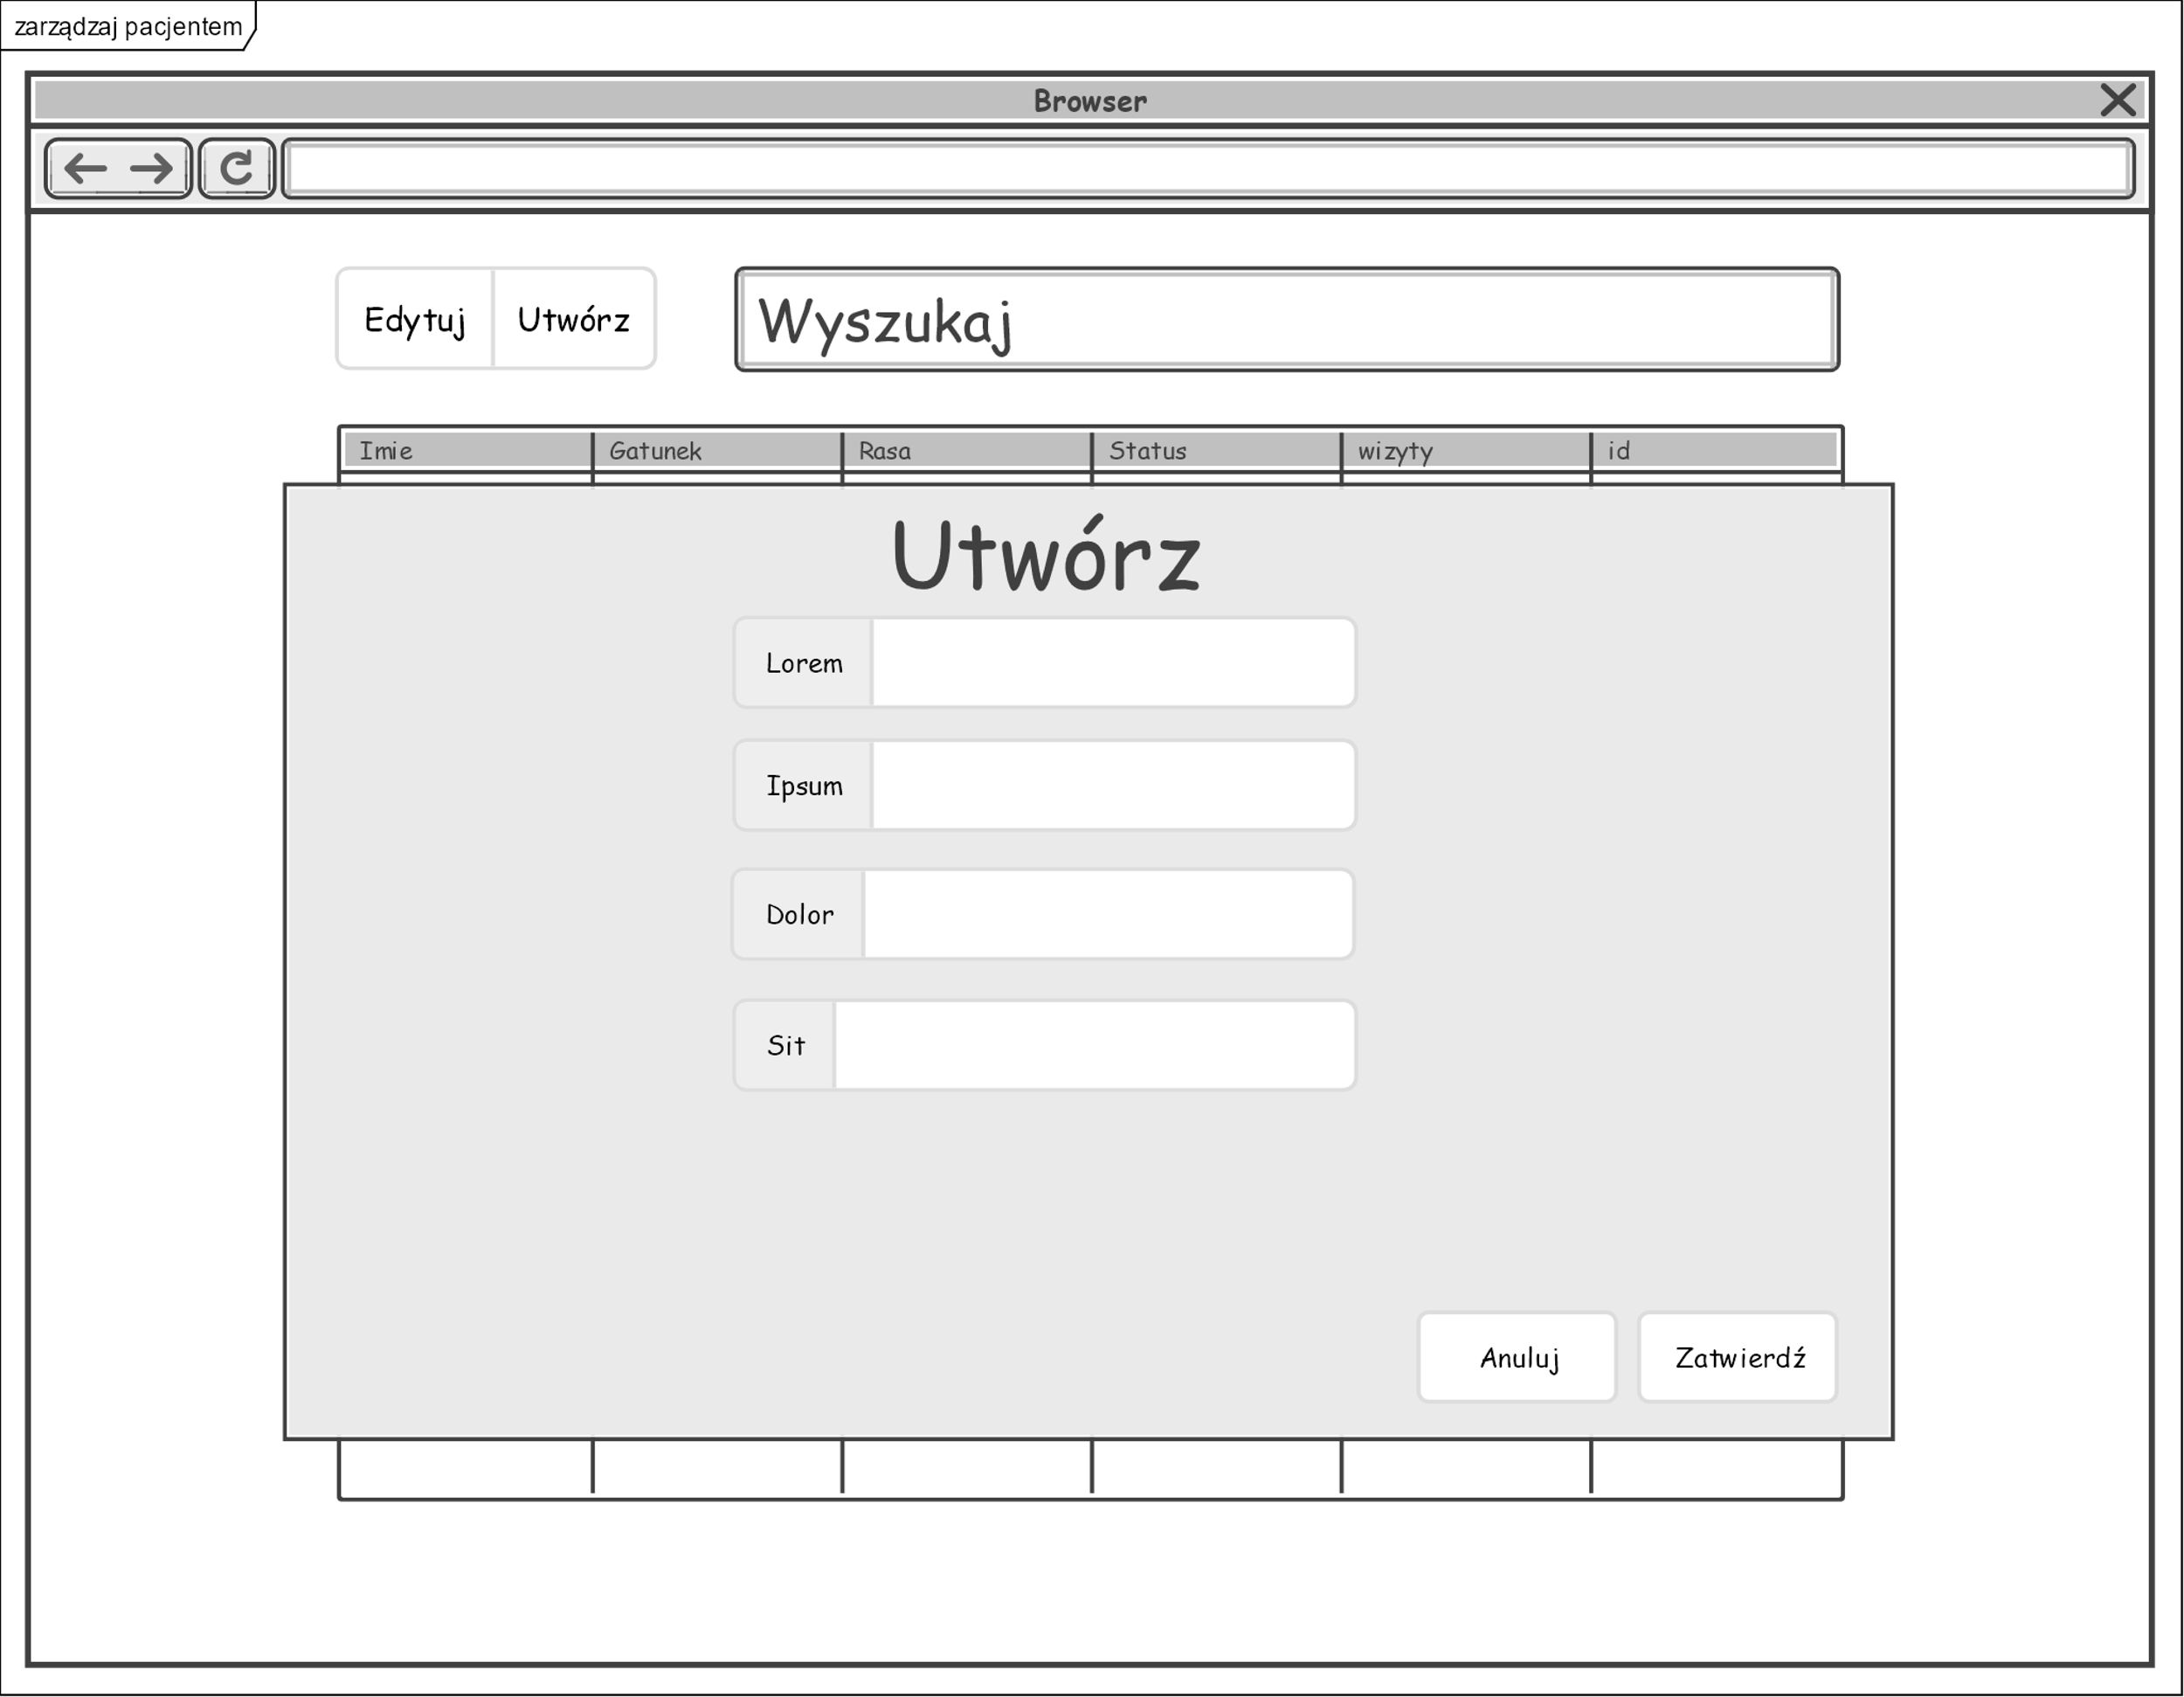 zarządzaj pacjentem
Browser
Edytuj Utwórz Wyszukaj
Imie Gatunek Rasa Status wizyty id
Utwórz
Lorem
Ipsum
Dolor
Sit
Anuluj Zatwierdź